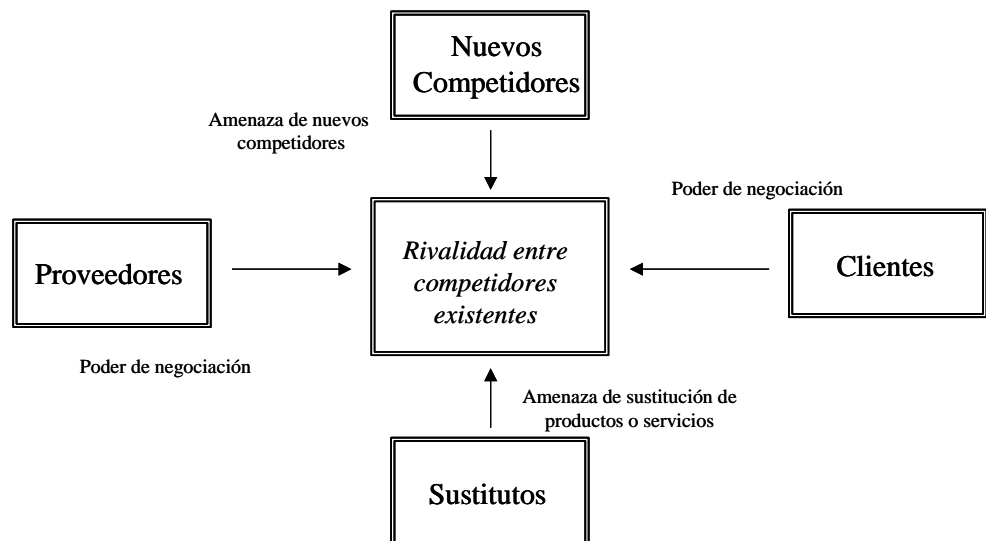 Nuevos
Competidores
Amenaza de nuevos
competidores
Poder de negociación
Proveedores
Rivalidad entre
competidores
existentes
Clientes
Poder de negociación
Amenaza de sustitución de
productos o servicios
Sustitutos